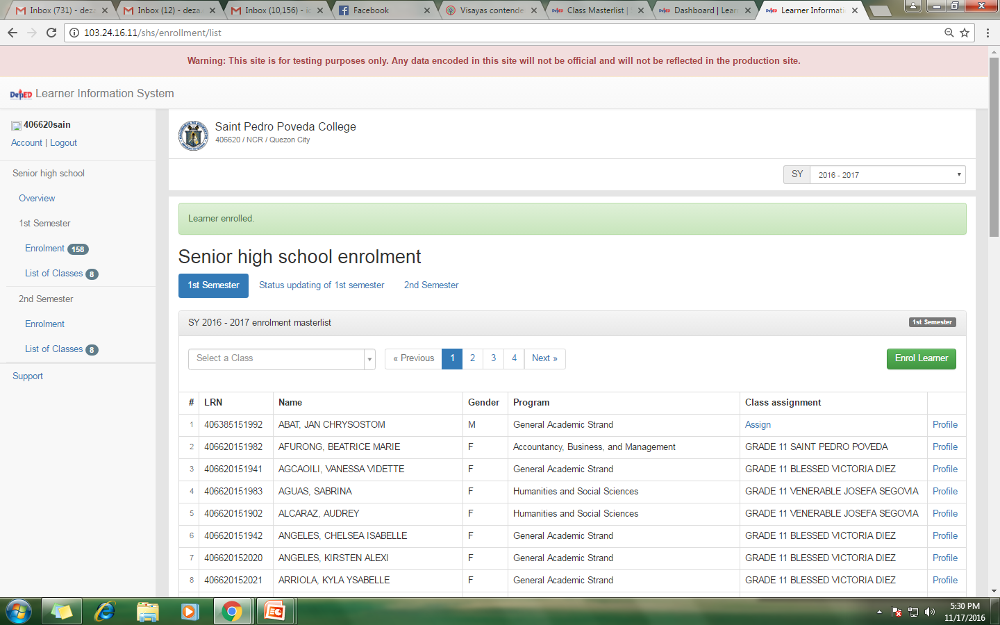 Inbox (731) - deza
Inbox (12) - deza.
Inbox (10,156) - ic
Facebook
Visayas contende
Class Masterlist |
Dashboard | Lear
Learner Informati
103.24.16.11/shs/enrollment/list
Warning: This site is for testing purposes only. Any data encoded in this site will not be official and will not be reflected in the production site.
DepED Learner Information System
406620sain
Account | Logout
Senior high school
Overview
1st Semester
Enrolment 158
List of Classes 8
2nd Semester
Enrolment
List of Classes 8
Support
Saint Pedro Poveda College
406620 / NCR / Quezon City
SY 2016 - 2017
Learner enrolled.
Senior high school enrolment
1st Semester Status updating of 1st semester 2nd Semester
SY 2016 - 2017 enrolment masterlist 1st Semester
Select a Class « Previous 1 2 3 4 Next » Enrol Learner
# LRN Name Gender Program Class assignment
1 406385151992 ABAT, JAN CHRYSOSTOM M General Academic Strand Assign Profile
2 406620151982 AFURONG, BEATRICE MARIE F Accountancy, Business, and Management GRADE 11 SAINT PEDRO POVEDA Profile
3 406620151941 AGCAOILI, VANESSA VIDETTE F General Academic Strand GRADE 11 BLESSED VICTORIA DIEZ Profile
4 406620151983 AGUAS, SABRINA F Humanities and Social Sciences GRADE 11 VENERABLE JOSEFA SEGOVIA Profile
5 406620151902 ALCARAZ, AUDREY F Humanities and Social Sciences GRADE 11 VENERABLE JOSEFA SEGOVIA Profile
6 406620151942 ANGELES, CHELSEA ISABELLE F General Academic Strand GRADE 11 BLESSED VICTORIA DIEZ Profile
7 406620152020 ANGELES, KIRSTEN ALEXI F General Academic Strand GRADE 11 BLESSED VICTORIA DIEZ Profile
8 406620152021 ARRIOLA, KYLA YSABELLE F General Academic Strand GRADE 11 BLESSED VICTORIA DIEZ Profile
5:30 PM
11/17/2016